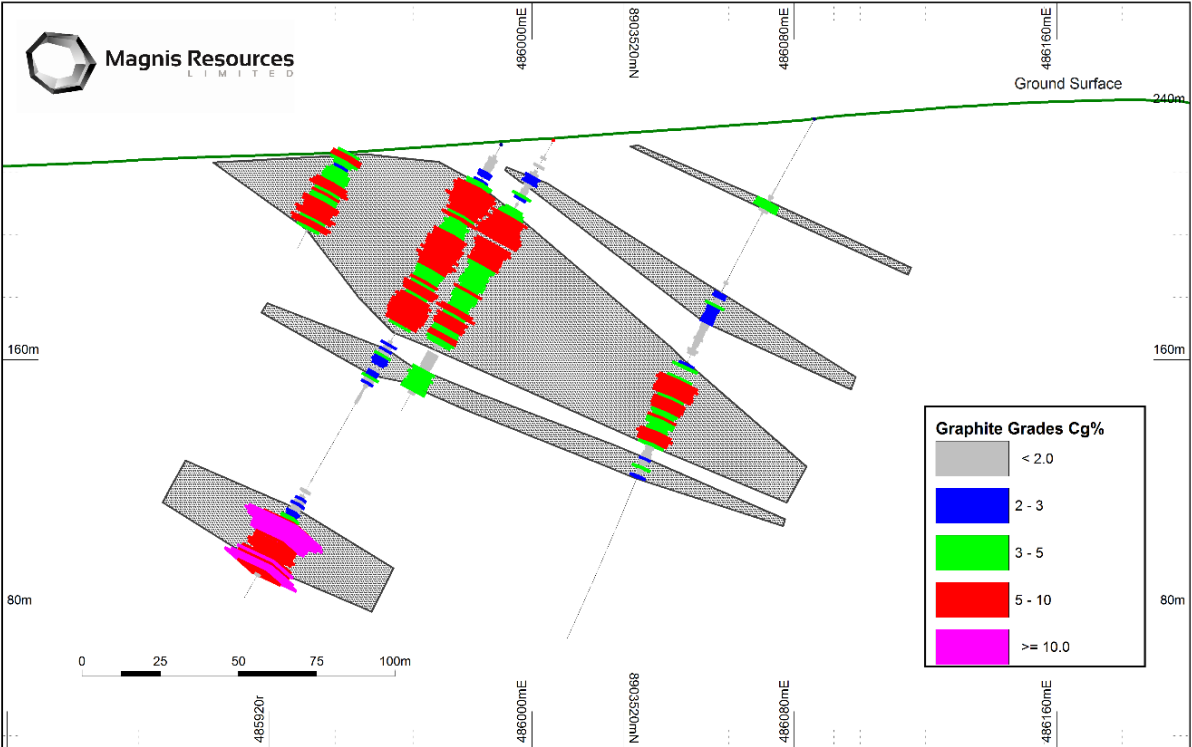 486000mE
8903520mN
486080mE
486160mE
Magnis Resources
LIMITED
Ground Surface
240m
160m
160m
Graphite Grades Cg%
< 2.0
2 - 3
3 - 5
5 - 10
>= 10.0
80m
80m
0 25 50 75 100m
485920r
486000mE
8903520mN
486080mE
486160mE